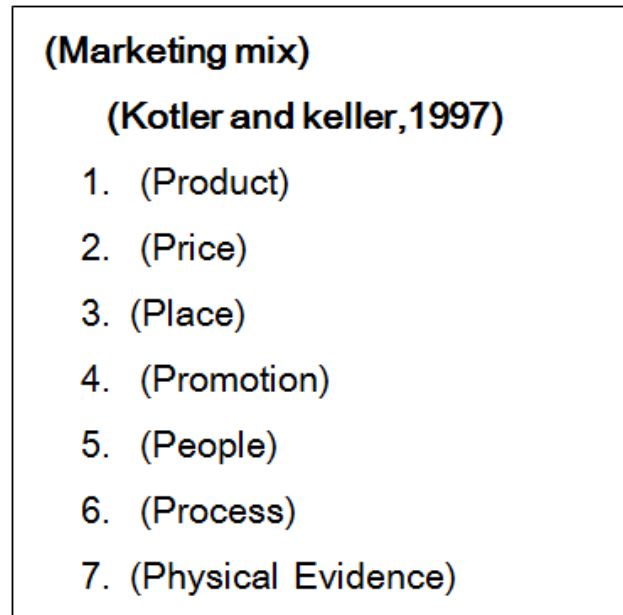 (Marketing mix)
(Kotler and keller,1997)
1. (Product)
2. (Price)
3. (Place)
4. (Promotion)
5. (People)
6. (Process)
7. (Physical Evidence)